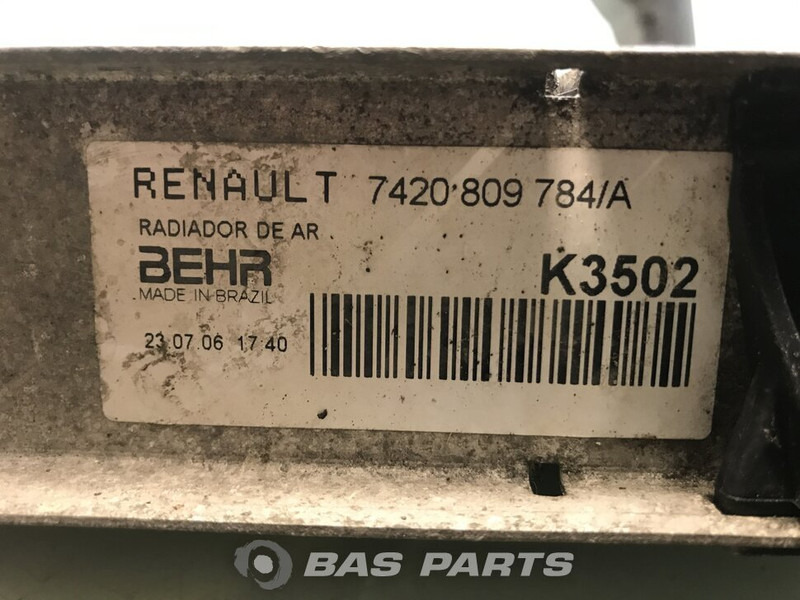 RENAULT 7420 809 784/A
RADIADOR DE AR
BEHR K3502
MADE IN BRAZIL
23.07.06 17 40
BAS PARTS